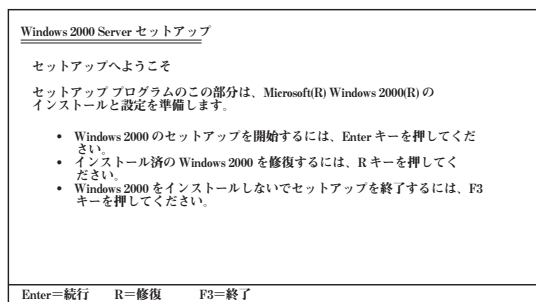 Windows 2000 Server セットアップ
セットアップへようこそ
セットアップ プログラムのこの部分は、Microsoft(R) Windows 2000(R) の
インストールと設定を準備します。
• Windows 2000 のセットアップを開始するには、Enter キーを押してくだ
さい。
• インストール済の Windows 2000 を修復するには、R キーを押してく
ださい。
• Windows 2000 をインストールしないでセットアップを終了するには、F3
キーを押してください。
Enter=続行 R=修復 F3=終了